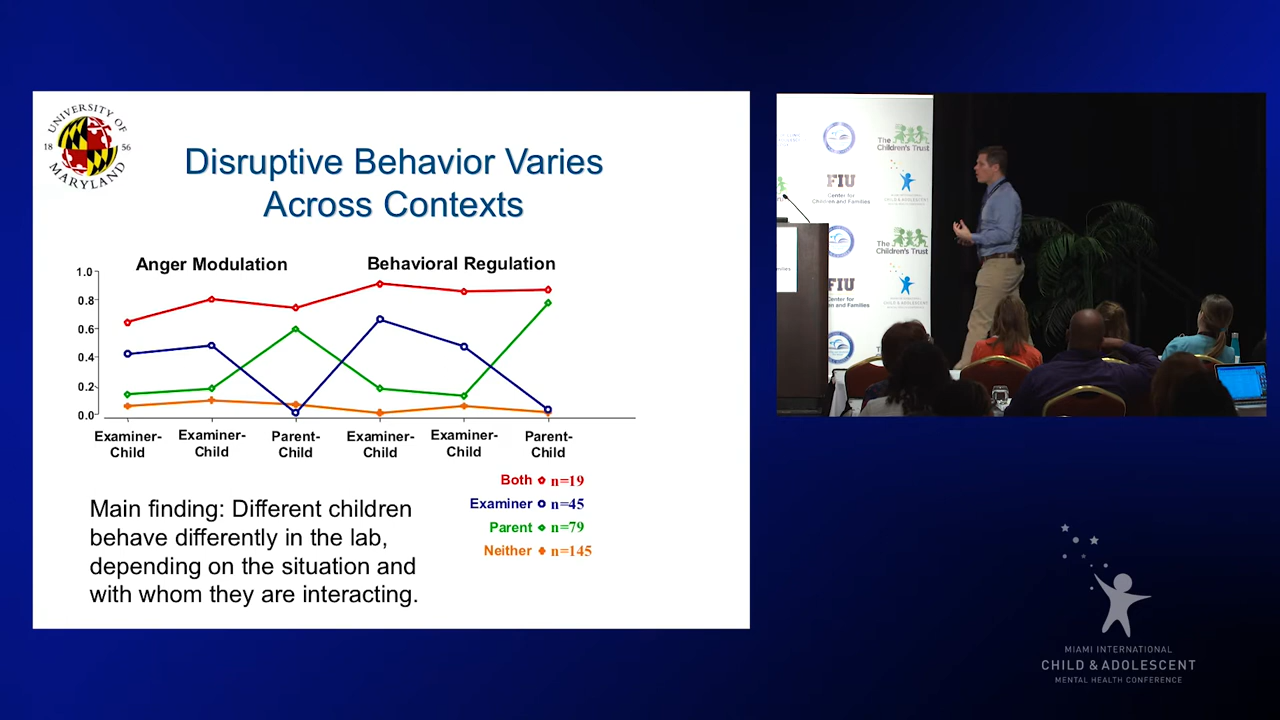 UNIVERSITY OF
18 56
MARYLAND
Disruptive Behavior Varies
Across Contexts
Anger Modulation
Behavioral Regulation
1.0
0.8
0.6
0.4
0.2
0.0
Examiner-
Child
Examiner-
Child
Parent-
Child
Examiner-
Child
Examiner-
Child
Parent-
Child
Both n=19
Examiner n=45
Parent n=79
Neither n=145
Main finding: Different children
behave differently in the lab,
depending on the situation and
with whom they are interacting.
The
Children's Trust
FIU
Center for
Children and Families
The
Children's Trust
FIU
Center for
MIAMI INTERNATIONAL
CHILD & ADOLESCENT
MENTAL HEALTH CONFERENCE